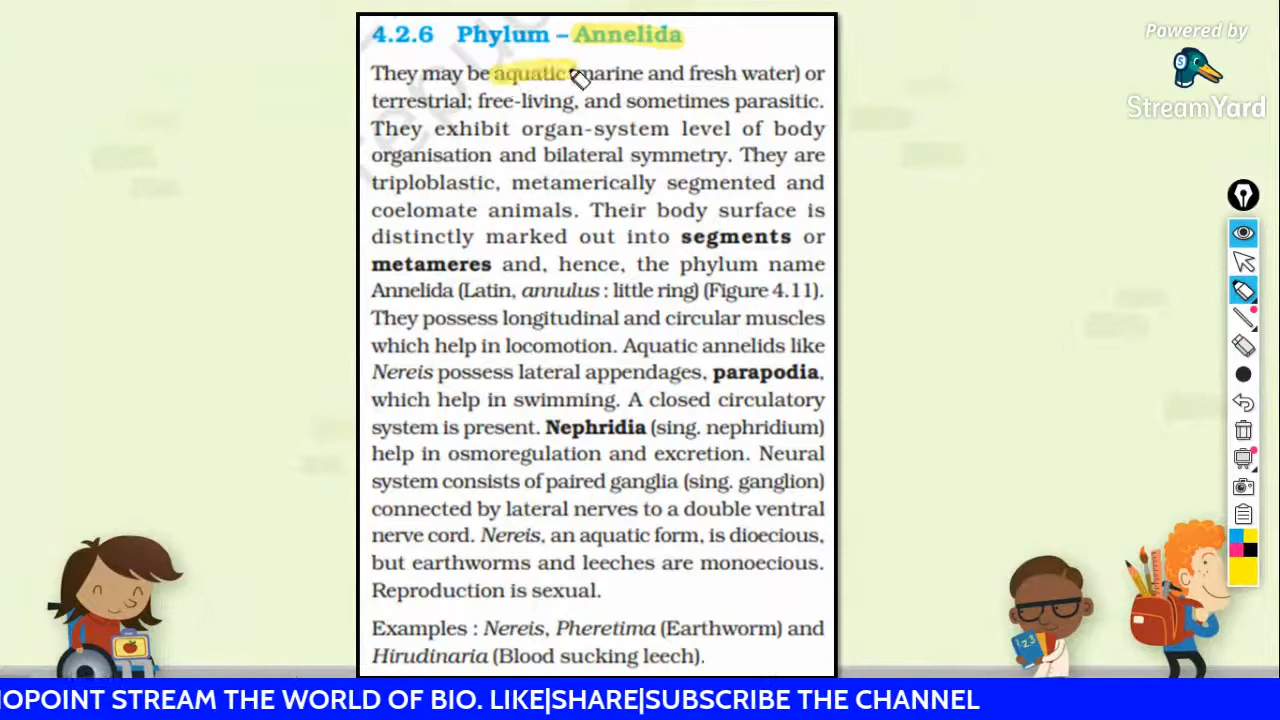 4.2.6 Phylum – Annelida
They may be aquatic (marine and fresh water) or
terrestrial; free-living, and sometimes parasitic.
They exhibit organ-system level of body
organisation and bilateral symmetry. They are
triploblastic, metamerically segmented and
coelomate animals. Their body surface is
distinctly marked out into segments or
metameres and, hence, the phylum name
Annelida (Latin, annulus : little ring) (Figure 4.11).
They possess longitudinal and circular muscles
which help in locomotion. Aquatic annelids like
Nereis possess lateral appendages, parapodia,
which help in swimming. A closed circulatory
system is present. Nephridia (sing. nephridium)
help in osmoregulation and excretion. Neural
system consists of paired ganglia (sing. ganglion)
connected by lateral nerves to a double ventral
nerve cord. Nereis, an aquatic form, is dioecious,
but earthworms and leeches are monoecious.
Reproduction is sexual.
Examples : Nereis, Pheretima (Earthworm) and
Hirudinaria (Blood sucking leech).
Powered by
S
StreamYard
1 2 3
IOPOINT STREAM THE WORLD OF BIO. LIKE|SHARE|SUBSCRIBE THE CHANNEL